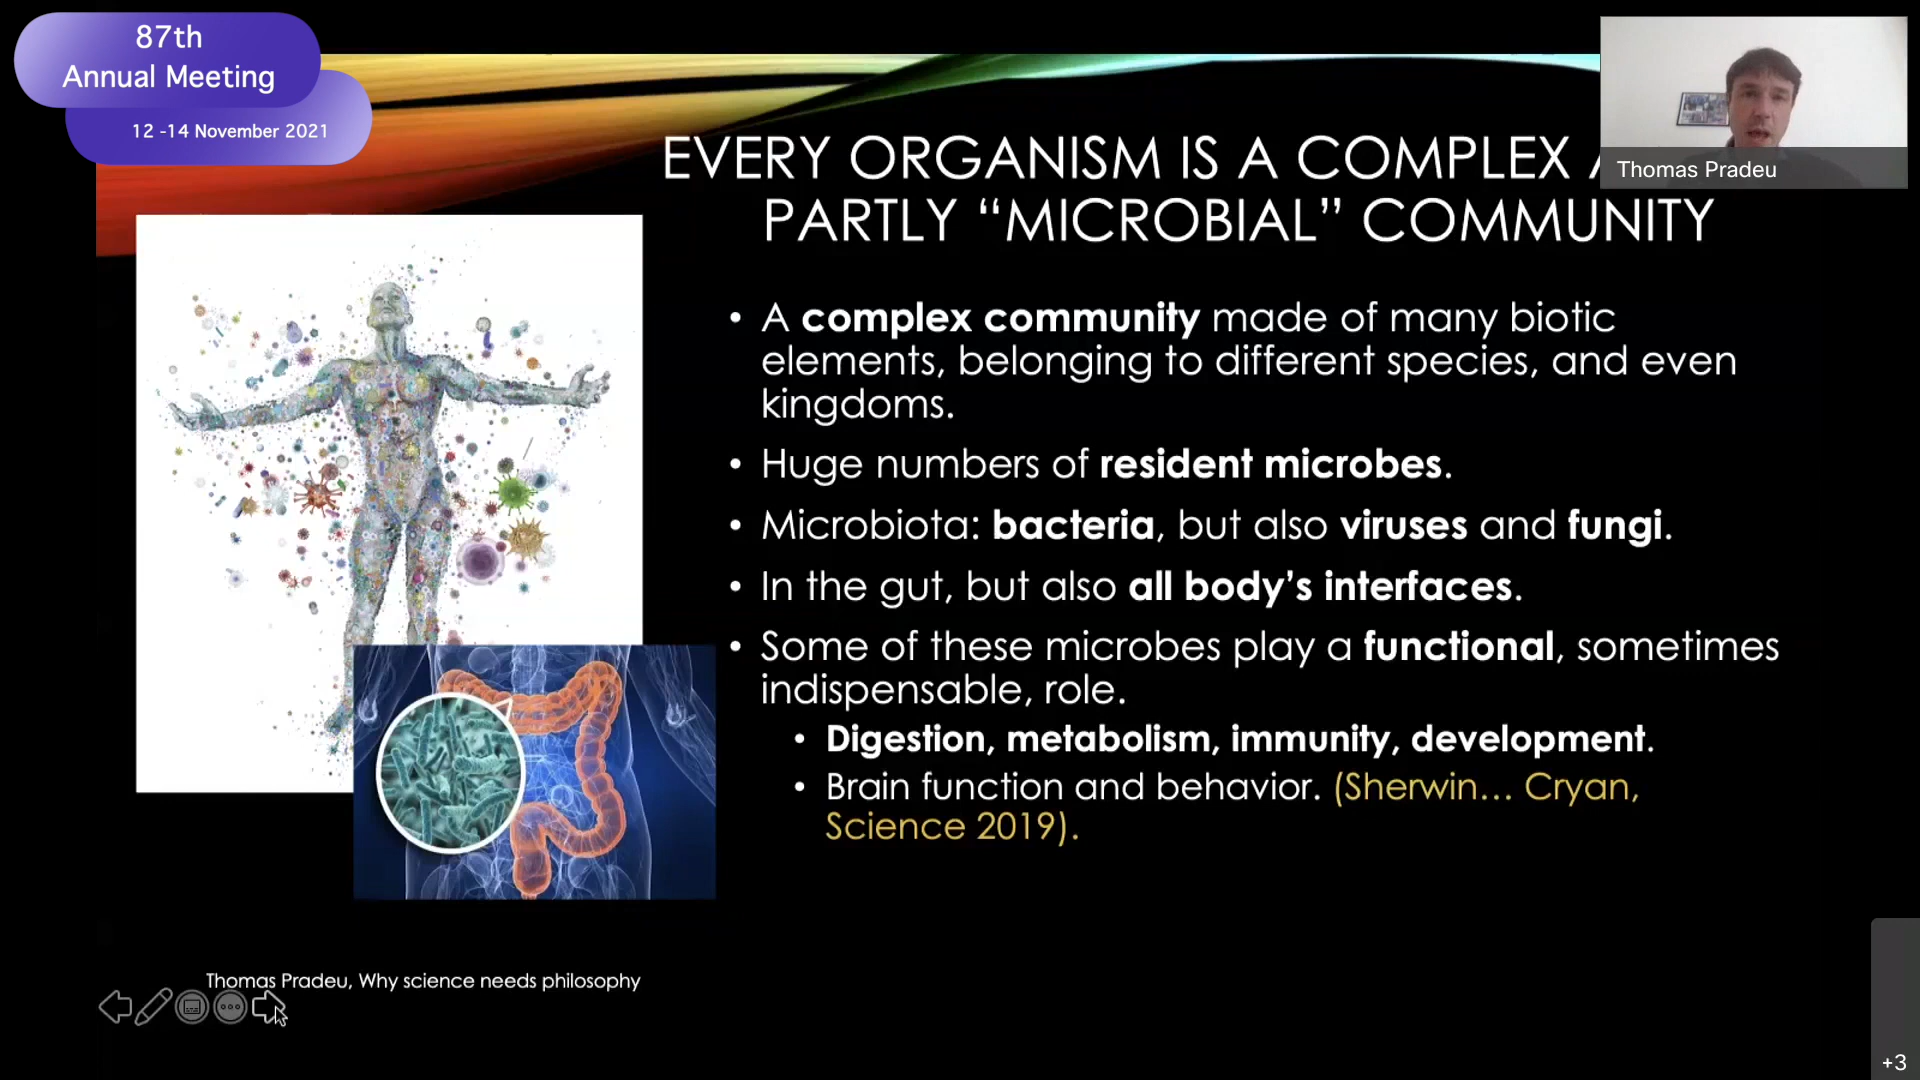 87th
Annual Meeting
12 -14 November 2021
Thomas Pradeu
EVERY ORGANISM IS A COMPLEX
PARTLY “MICROBIAL” COMMUNITY
• A complex community made of many biotic
elements, belonging to different species, and even
kingdoms.
• Huge numbers of resident microbes.
• Microbiota: bacteria, but also viruses and fungi.
• In the gut, but also all body’s interfaces.
• Some of these microbes play a functional, sometimes
indispensable, role.
• Digestion, metabolism, immunity, development.
• Brain function and behavior. (Sherwin… Cryan,
Science 2019).
Thomas Pradeu, Why science needs philosophy
+3